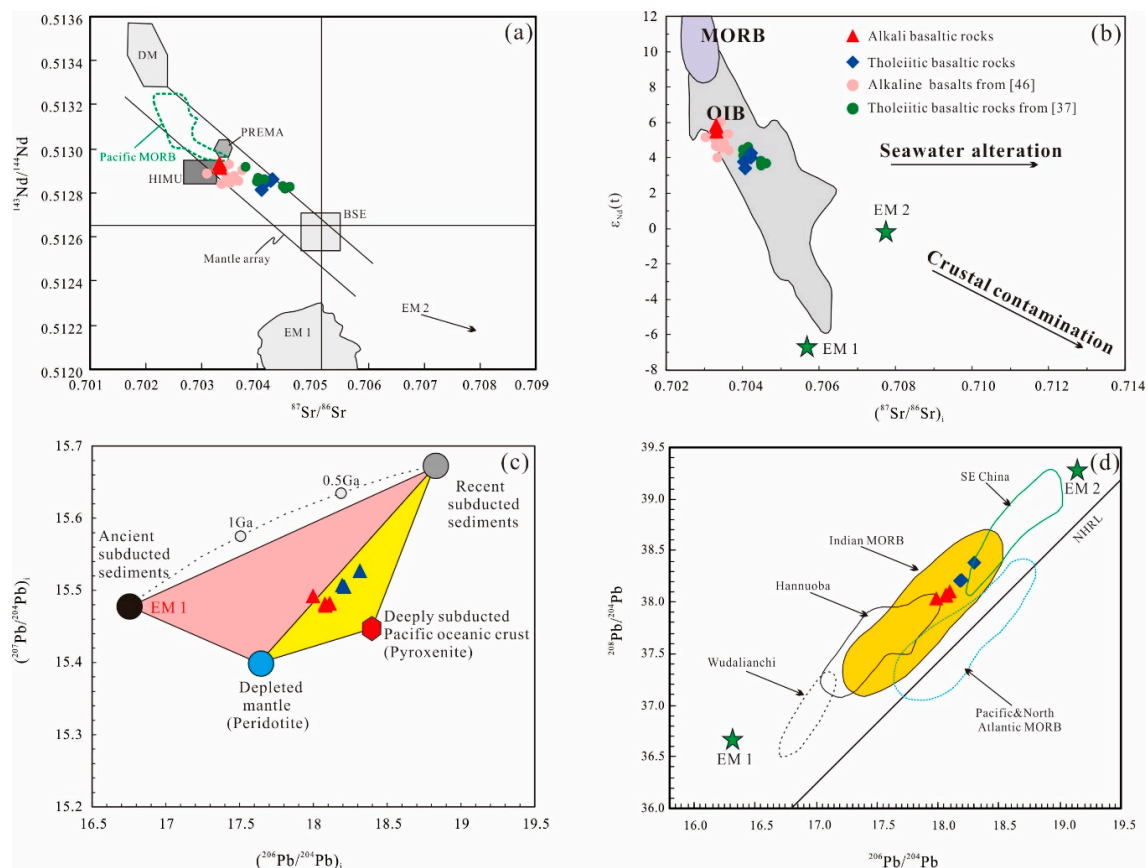 (a)
0.5136
0.5134
0.5132
0.5130
0.5128
0.5126
0.5124
0.5122
0.5120
¹⁴³Nd/¹⁴⁴Nd
DM
PREMA
Pacific MORB
HIMU
BSE
Mantle array
EM 2
EM 1
0.701
0.702
0.703
0.704
0.705
0.706
0.707
0.708
0.709
⁸⁷Sr/⁸⁶Sr
(b)
12
10
8
6
4
2
0
-2
-4
-6
-8
εNd(t)
MORB
OIB
Alkali basaltic rocks
Tholeiitic basaltic rocks
Alkaline basalts from [46]
Tholeiitic basaltic rocks from [37]
Seawater alteration
EM 2
Crustal contamination
EM 1
0.702
0.704
0.706
0.708
0.710
0.712
0.714
(⁸⁷Sr/⁸⁶Sr)i
(c)
15.7
15.6
15.5
15.4
15.3
15.2
(²⁰⁷Pb/²⁰⁴Pb)i
0.5Ga
1Ga
Recent
subducted
sediments
Ancient
subducted
sediments
EM 1
Deeply subducted
Pacific oceanic crust
(Pyroxenite)
Depleted
mantle
(Peridotite)
16.5
17
17.5
18
18.5
19
19.5
(²⁰⁶Pb/²⁰⁴Pb)i
(d)
39.5
39.0
38.5
38.0
37.5
37.0
36.5
36.0
²⁰⁸Pb/²⁰⁴Pb
SE China
EM 2
NHRL
Indian MORB
Hannuoba
Wudalianchi
Pacific&North
Atlantic MORB
EM 1
16.0
17.0
18.0
19.0
19.5
²⁰⁶Pb/²⁰⁴Pb